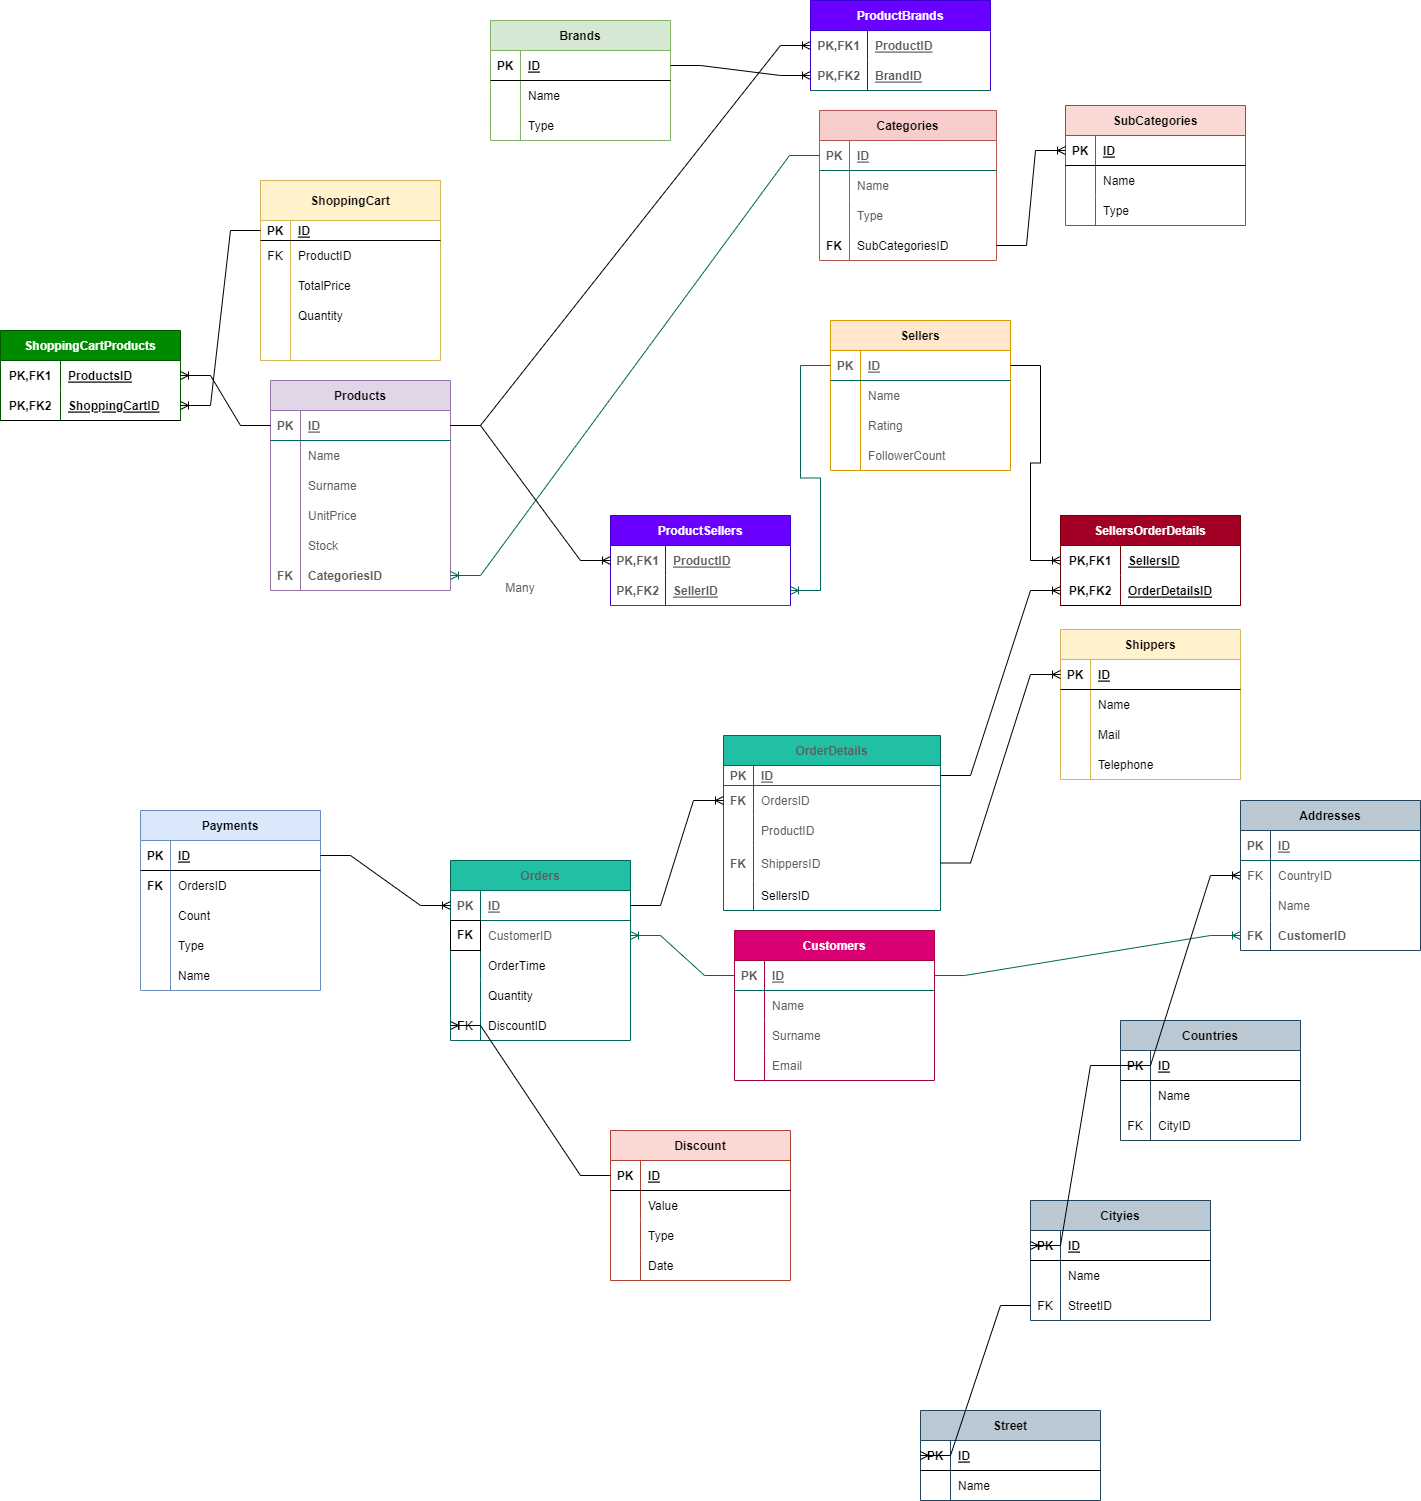 ProductBrands
PK,FK1 ProductID
PK,FK2 BrandID
Brands
PK ID
Name
Type
Categories
PK ID
Name
Type
FK SubCategoriesID
SubCategories
PK ID
Name
Type
ShoppingCart
PK ID
FK ProductID
TotalPrice
Quantity
ShoppingCartProducts
PK,FK1 ProductsID
PK,FK2 ShoppingCartID
Products
PK ID
Name
Surname
UnitPrice
Stock
FK CategoriesID
Many
Sellers
PK ID
Name
Rating
FollowerCount
ProductSellers
PK,FK1 ProductID
PK,FK2 SellerID
SellersOrderDetails
PK,FK1 SellersID
PK,FK2 OrderDetailsID
Shippers
PK ID
Name
Mail
Telephone
OrderDetails
PK ID
FK OrdersID
ProductID
FK ShippersID
SellersID
Payments
PK ID
FK OrdersID
Count
Type
Name
Orders
PK ID
FK CustomerID
OrderTime
Quantity
FK DiscountID
Customers
PK ID
Name
Surname
Email
Addresses
PK ID
FK CountryID
Name
FK CustomerID
Countries
PK ID
Name
FK CityID
Discount
PK ID
Value
Type
Date
Cityies
PK ID
Name
FK StreetID
Street
PK ID
Name